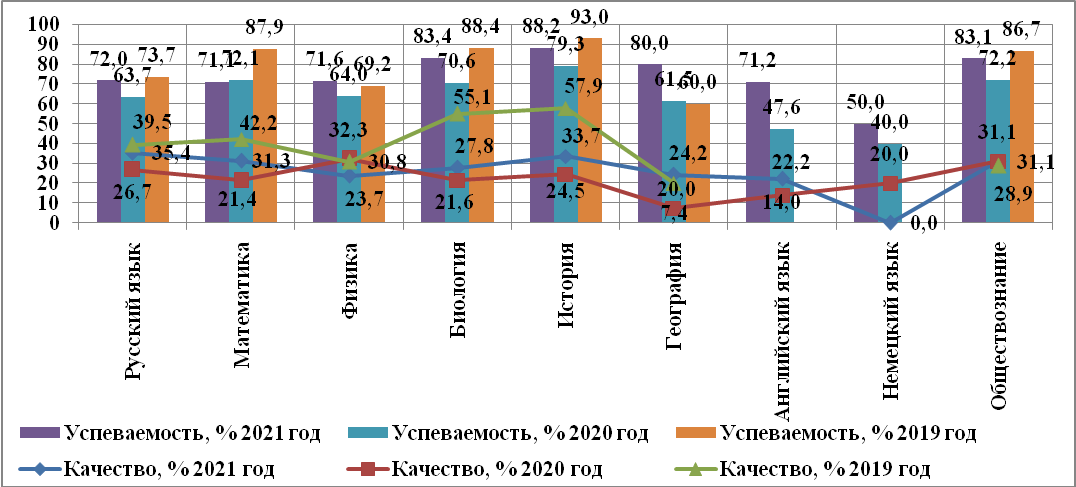 100
90
80
70
60
50
40
30
20
10
0
72,0 63,7 73,7 39,5 35,4 26,7
71,1 72,1 87,9 42,2 31,3 21,4
71,6 64,0 69,2 32,3 30,8 23,7
83,4 70,6 88,4 55,1 27,8 21,6
88,2 79,3 93,0 57,9 33,7 24,5
80,0 61,5 60,0 24,2 20,0 7,4
71,2 47,6 22,2 14,0
50,0 40,0 20,0 0,0
83,1 72,2 86,7 31,1 31,1 28,9
Русский язык
Математика
Физика
Биология
История
География
Английский язык
Немецкий язык
Обществознание
Успеваемость, % 2021 год Успеваемость, % 2020 год Успеваемость, % 2019 год
Качество, % 2021 год Качество, % 2020 год Качество, % 2019 год